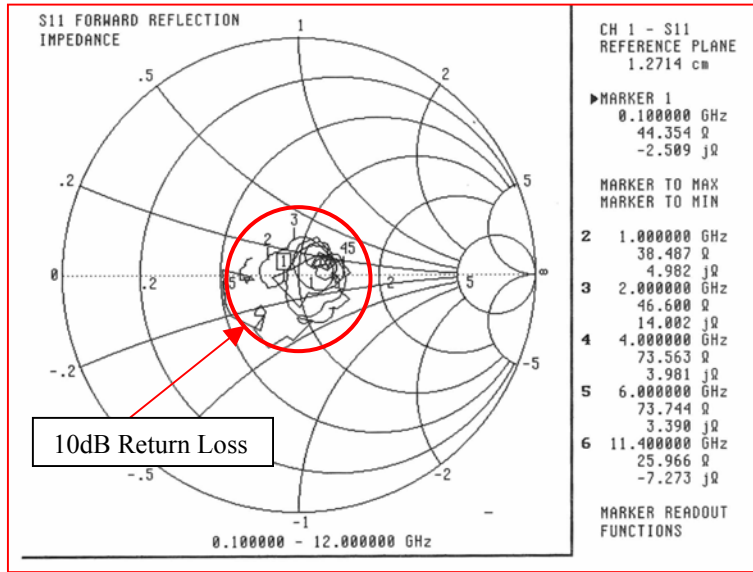 S11 FORWARD REFLECTION
IMPEDANCE
1
.5
2
.2
5
3
2
45
1
0
.2
.5
2
5
∞
-.2
-5
10dB Return Loss
-.5
-2
-1
0.100000 - 12.000000 GHz
CH 1 - S11
REFERENCE PLANE
1.2714 cm
▶MARKER 1
0.100000 GHz
44.354 Ω
-2.509 jΩ
MARKER TO MAX
MARKER TO MIN
2 1.000000 GHz
38.487 Ω
4.982 jΩ
3 2.000000 GHz
46.600 Ω
14.002 jΩ
4 4.000000 GHz
73.563 Ω
3.981 jΩ
5 6.000000 GHz
73.744 Ω
3.390 jΩ
6 11.400000 GHz
25.966 Ω
-7.273 jΩ
MARKER READOUT
FUNCTIONS